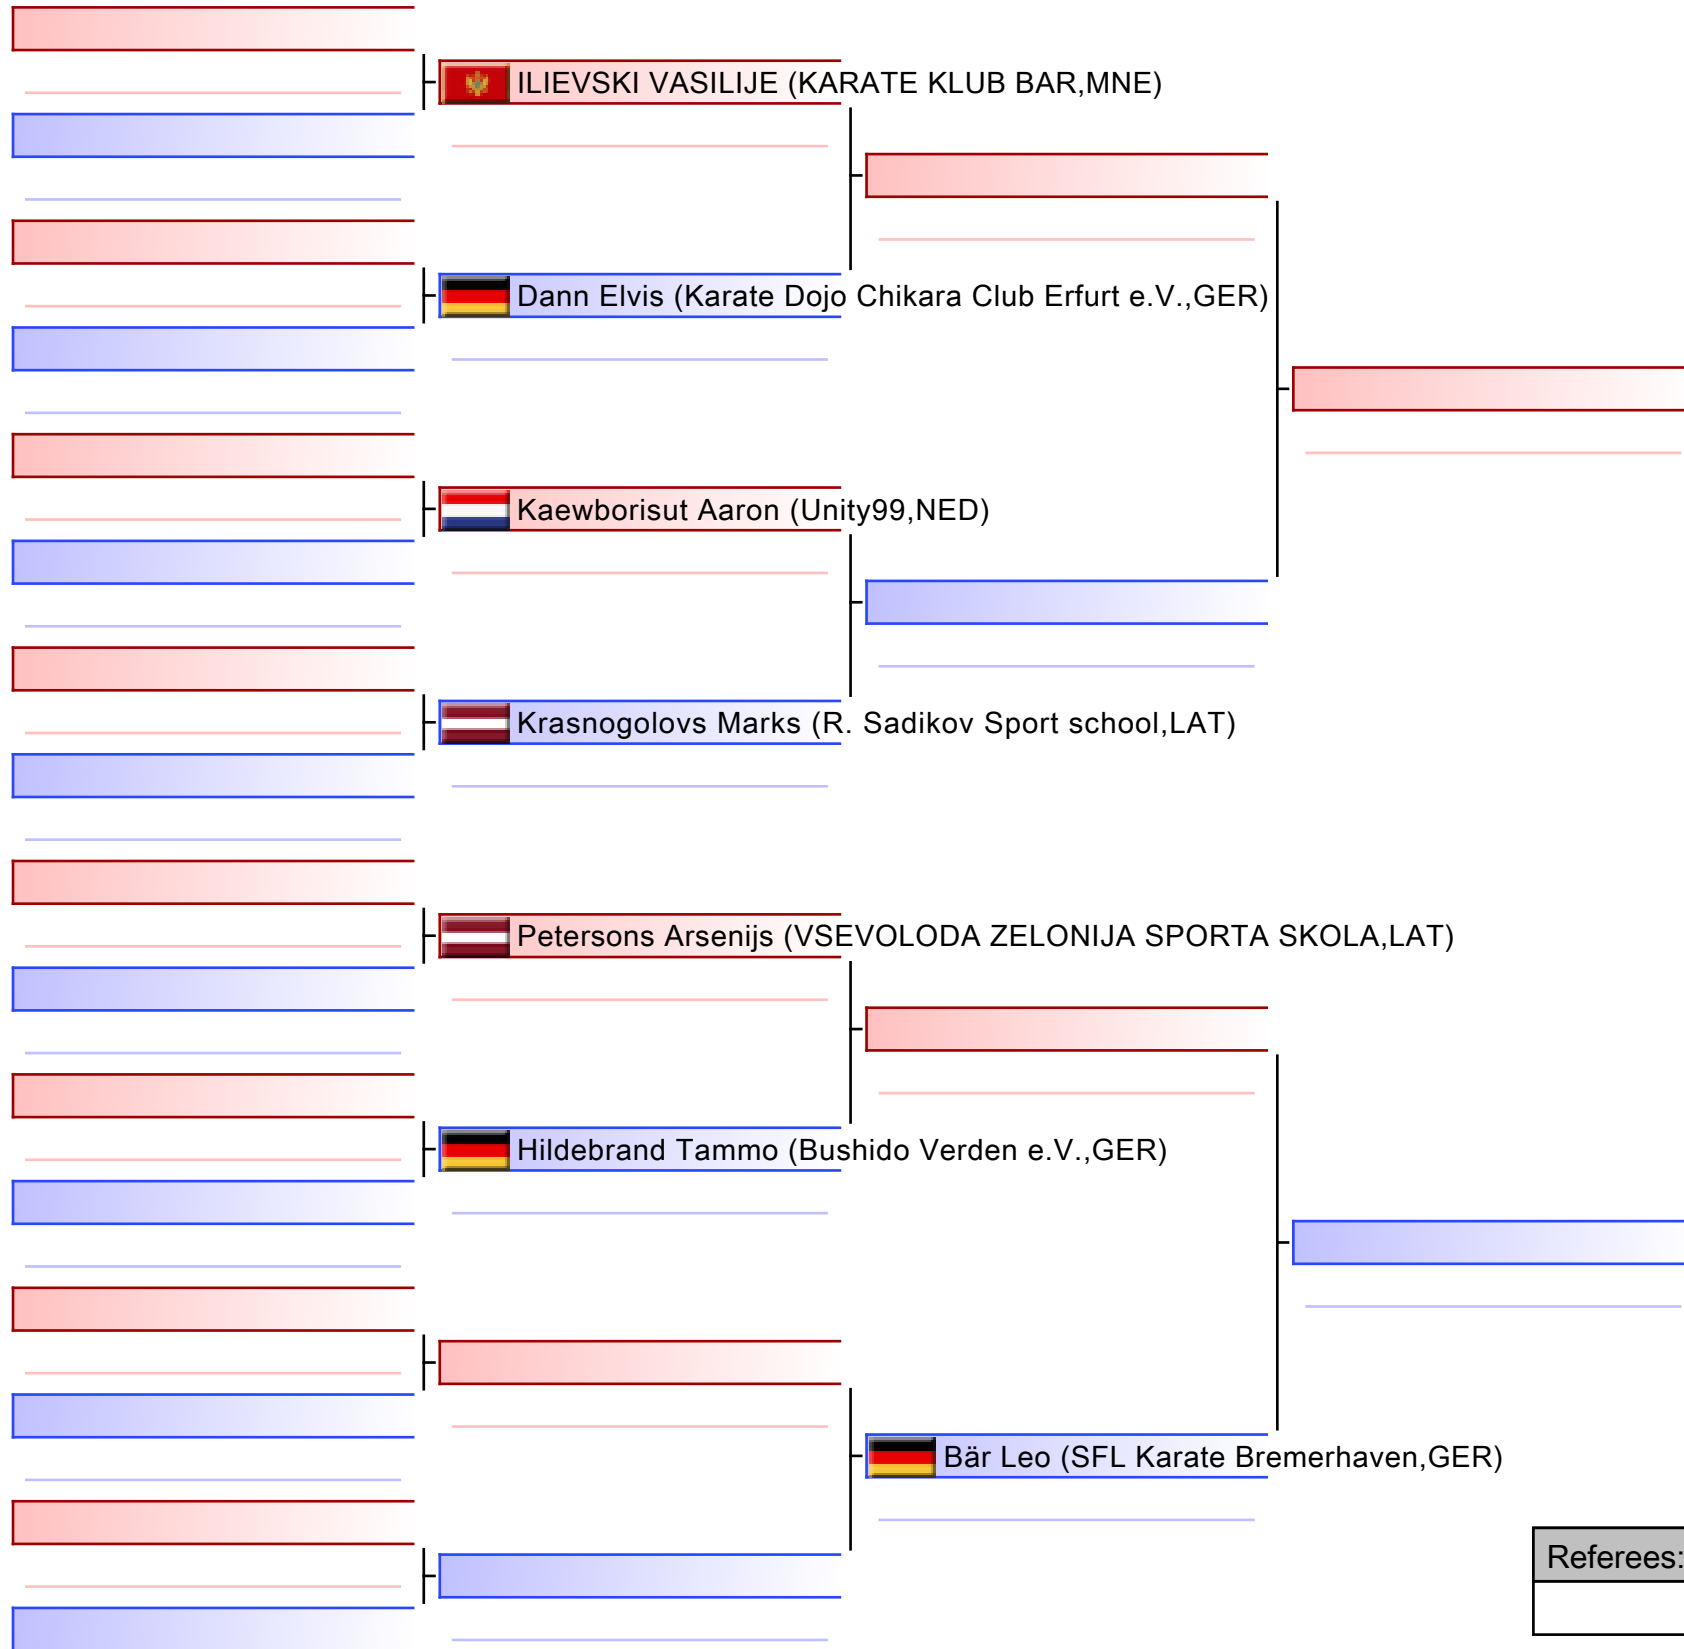 ILIEVSKI VASILIJE (KARATE KLUB BAR,MNE)
Dann Elvis (Karate Dojo Chikara Club Erfurt e.V.,GER)
Kaewborisut Aaron (Unity99,NED)
Krasnogolovs Marks (R. Sadikov Sport school,LAT)
Petersons Arsenijs (VSEVOLODA ZELONIJA SPORTA SKOLA,LAT)
Hildebrand Tammo (Bushido Verden e.V.,GER)
Bär Leo (SFL Karate Bremerhaven,GER)
Referees: